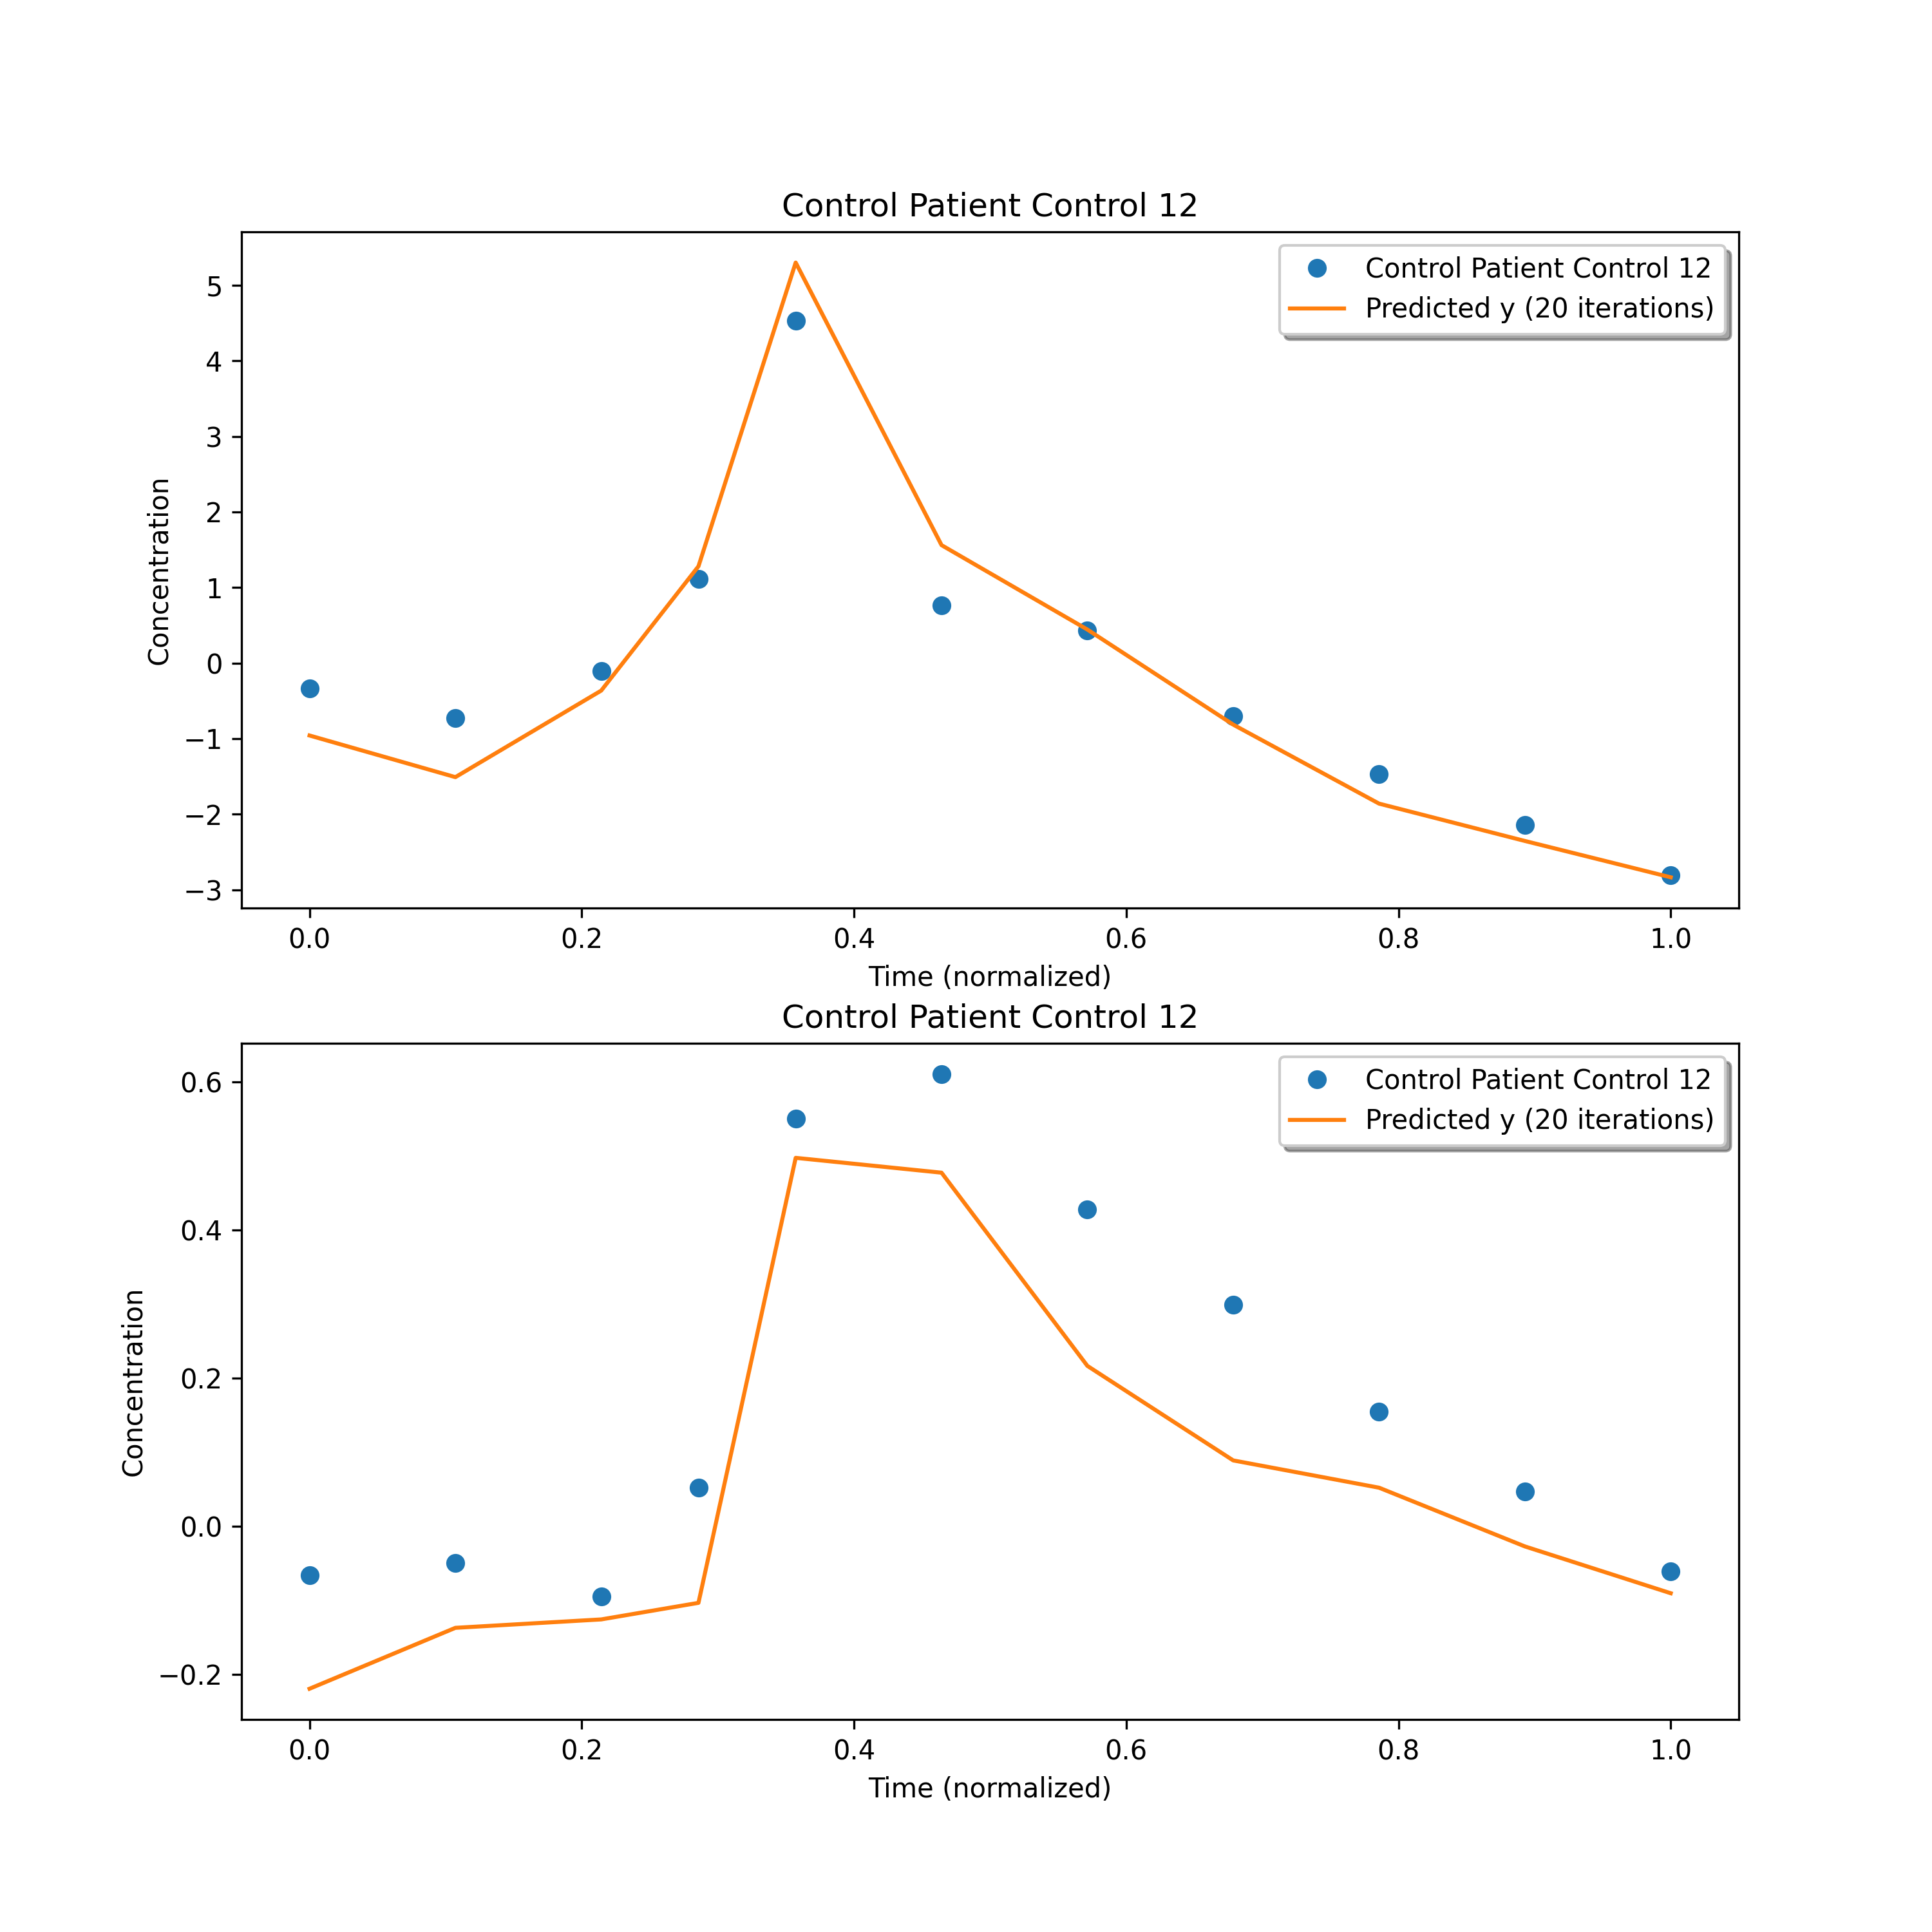 Control Patient Control 12
Control Patient Control 12
Predicted y (20 iterations)
Concentration
5
4
3
2
1
0
−1
−2
−3
0.0 0.2 0.4 0.6 0.8 1.0
Time (normalized)
Control Patient Control 12
Control Patient Control 12
Predicted y (20 iterations)
Concentration
0.6
0.4
0.2
0.0
−0.2
0.0 0.2 0.4 0.6 0.8 1.0
Time (normalized)